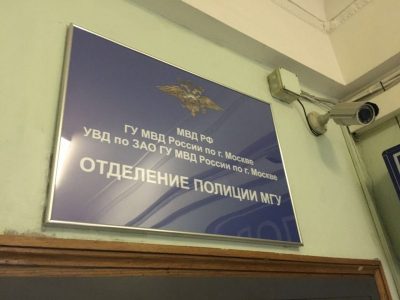 МВД РФ
ГУ МВД России по г. Москве
УВД по ЗАО ГУ МВД России по г. Москве
ОТДЕЛЕНИЕ ПОЛИЦИИ МГУ